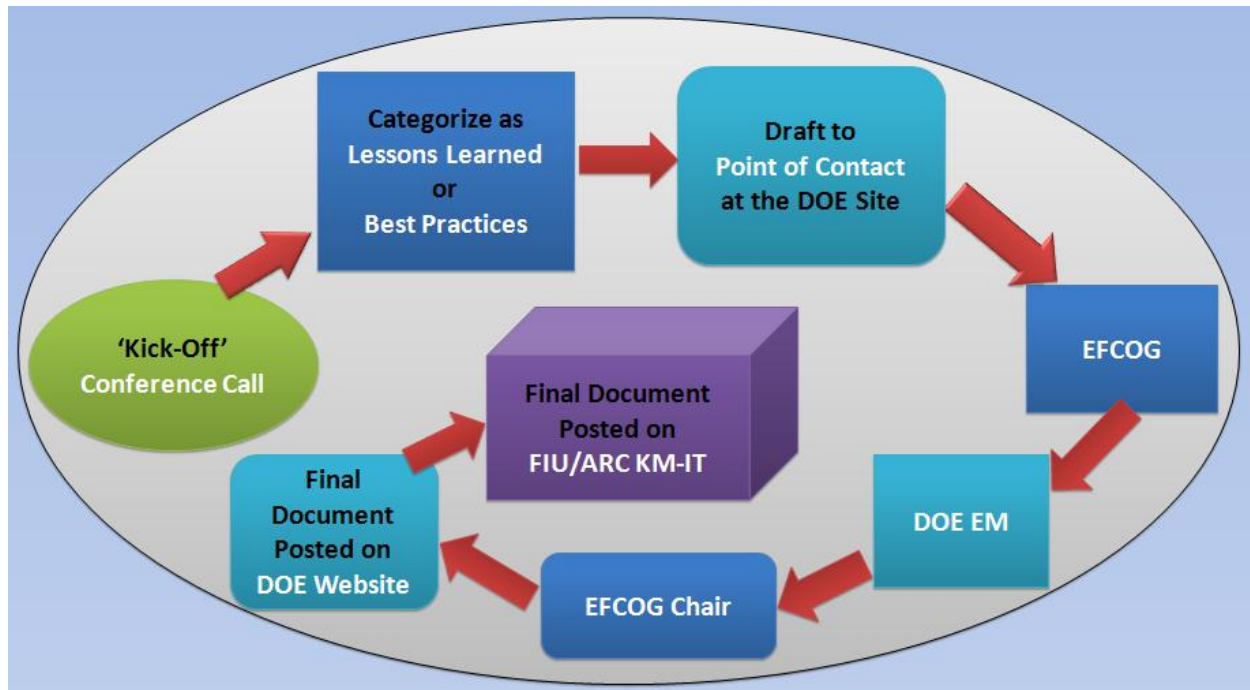 ‘Kick-Off’
Conference Call
Categorize as
Lessons Learned
or
Best Practices
Draft to
Point of Contact
at the DOE Site
EFCOG
DOE EM
EFCOG Chair
Final
Document
Posted on
DOE Website
Final Document
Posted on
FIU/ARC KM-IT